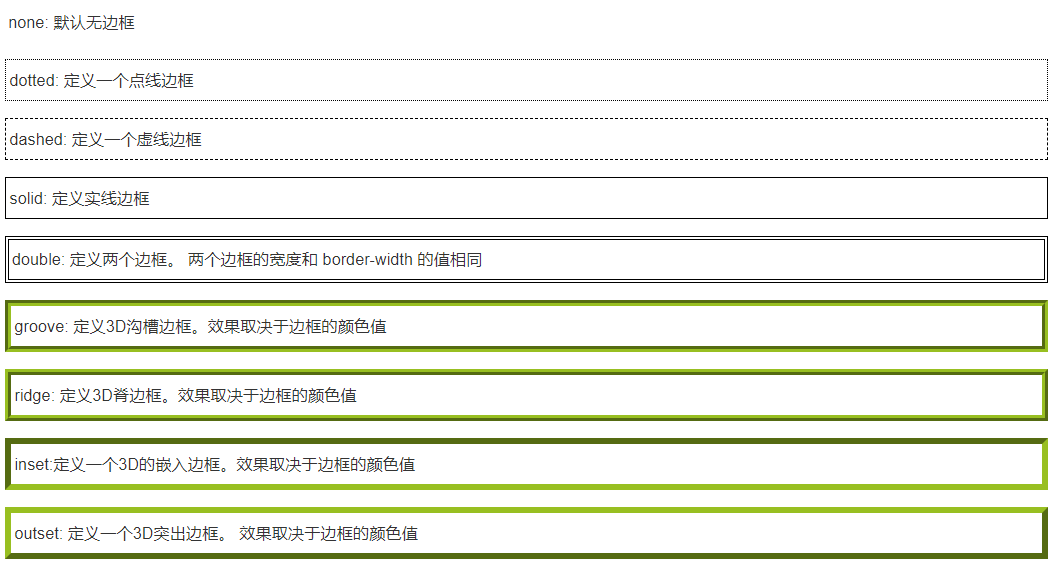 none: 默认无边框
dotted: 定义一个点线边框
dashed: 定义一个虚线边框
solid: 定义实线边框
double: 定义两个边框。 两个边框的宽度和 border-width 的值相同
groove: 定义3D沟槽边框。效果取决于边框的颜色值
ridge: 定义3D脊边框。效果取决于边框的颜色值
inset:定义一个3D的嵌入边框。效果取决于边框的颜色值
outset: 定义一个3D突出边框。 效果取决于边框的颜色值